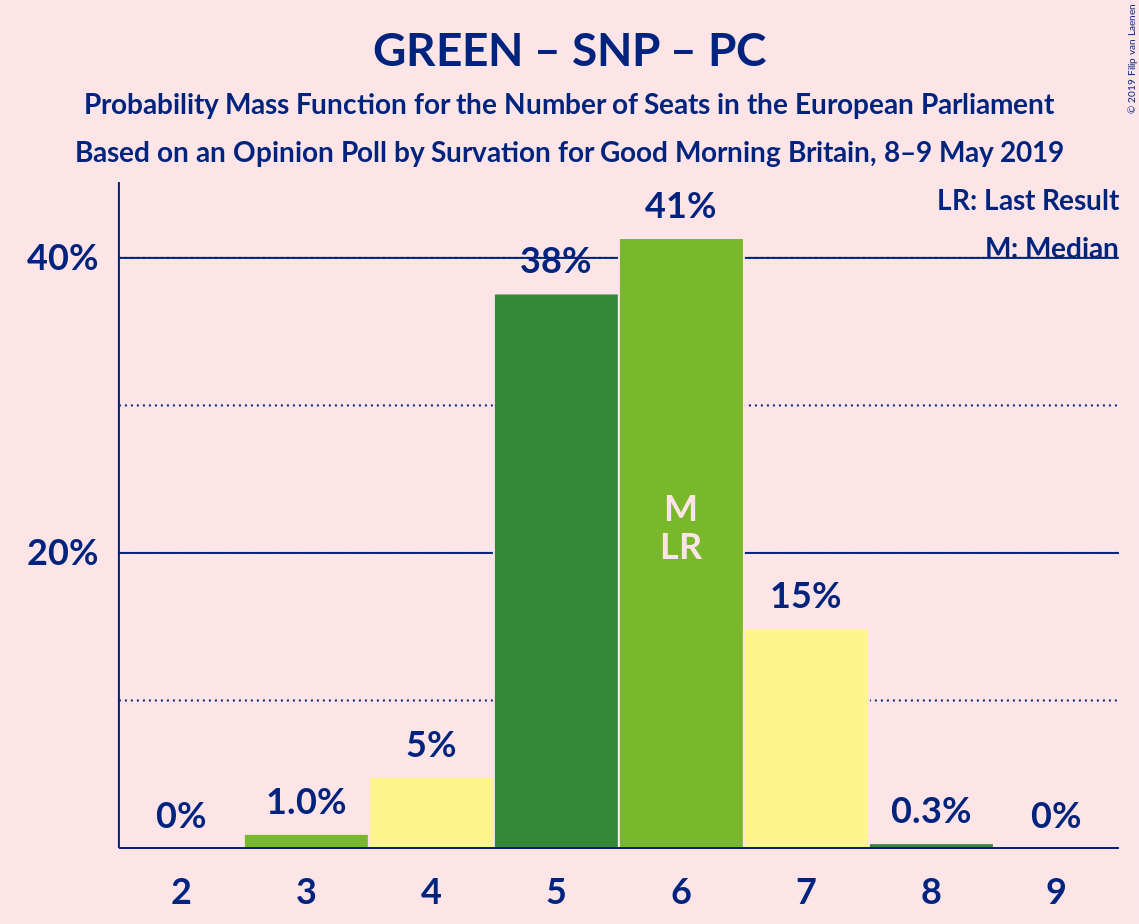 GREEN – SNP – PC
Probability Mass Function for the Number of Seats in the European Parliament
Based on an Opinion Poll by Survation for Good Morning Britain, 8–9 May 2019
© 2019 Filip van Laenen
LR: Last Result
M: Median
40%
20%
0%
1.0%
5%
38%
41%
15%
0.3%
0%
M
LR
2 3 4 5 6 7 8 9